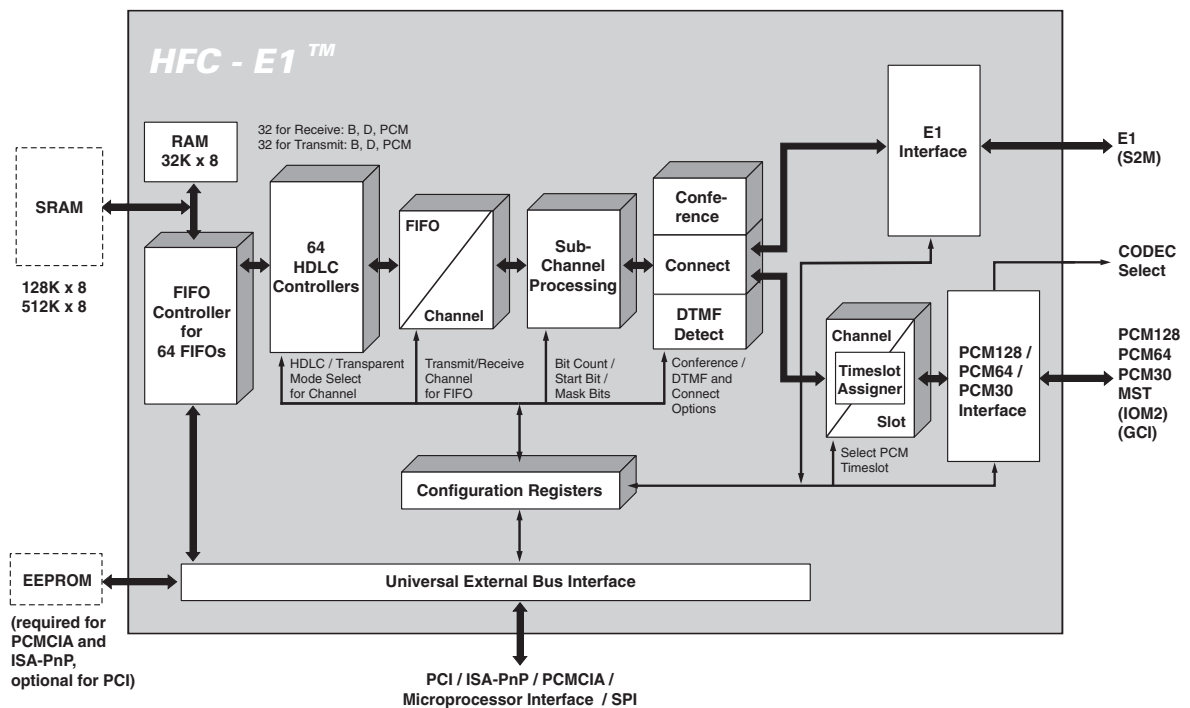 HFC - E1 ™
SRAM
128K x 8
512K x 8
RAM
32K x 8
32 for Receive: B, D, PCM
32 for Transmit: B, D, PCM
FIFO
Controller
for
64 FIFOs
64
HDLC
Controllers
FIFO
Channel
Sub-
Channel
Processing
Confe-
rence
Connect
DTMF
Detect
E1
Interface
E1
(S2M)
CODEC
Select
Channel
Timeslot
Assigner
Slot
PCM128 /
PCM64 /
PCM30
Interface
PCM128
PCM64
PCM30
MST
(IOM2)
(GCI)
HDLC / Transparent
Mode Select
for Channel
Transmit/Receive
Channel
for FIFO
Bit Count /
Start Bit /
Mask Bits
Conference /
DTMF and
Connect
Options
Select PCM
Timeslot
Configuration Registers
EEPROM
(required for
PCMCIA and
ISA-PnP,
optional for PCI)
Universal External Bus Interface
PCI / ISA-PnP / PCMCIA /
Microprocessor Interface / SPI